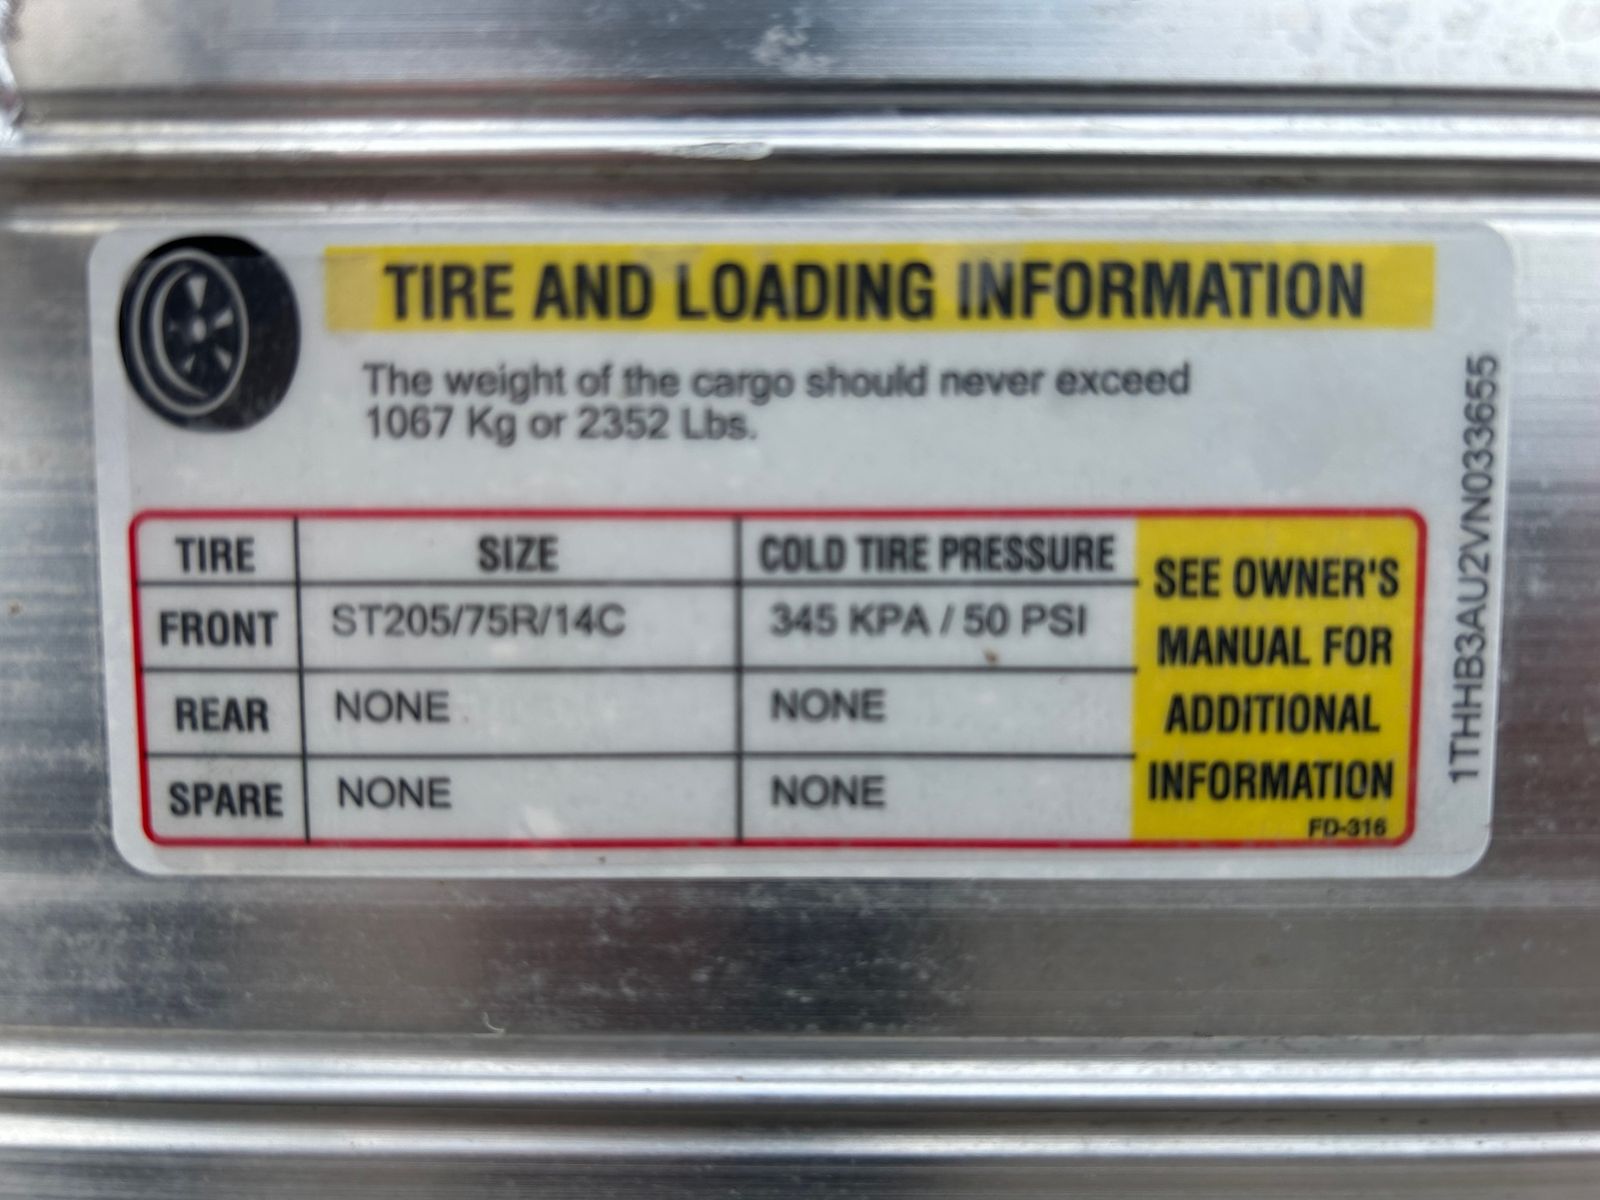 TIRE AND LOADING INFORMATION
The weight of the cargo should never exceed
1067 Kg or 2352 Lbs.
TIRE SIZE COLD TIRE PRESSURE
FRONT ST205/75R/14C 345 KPA / 50 PSI
REAR NONE NONE
SPARE NONE NONE
SEE OWNER'S
MANUAL FOR
ADDITIONAL
INFORMATION
FD-316
1THHB3AU2VN033655